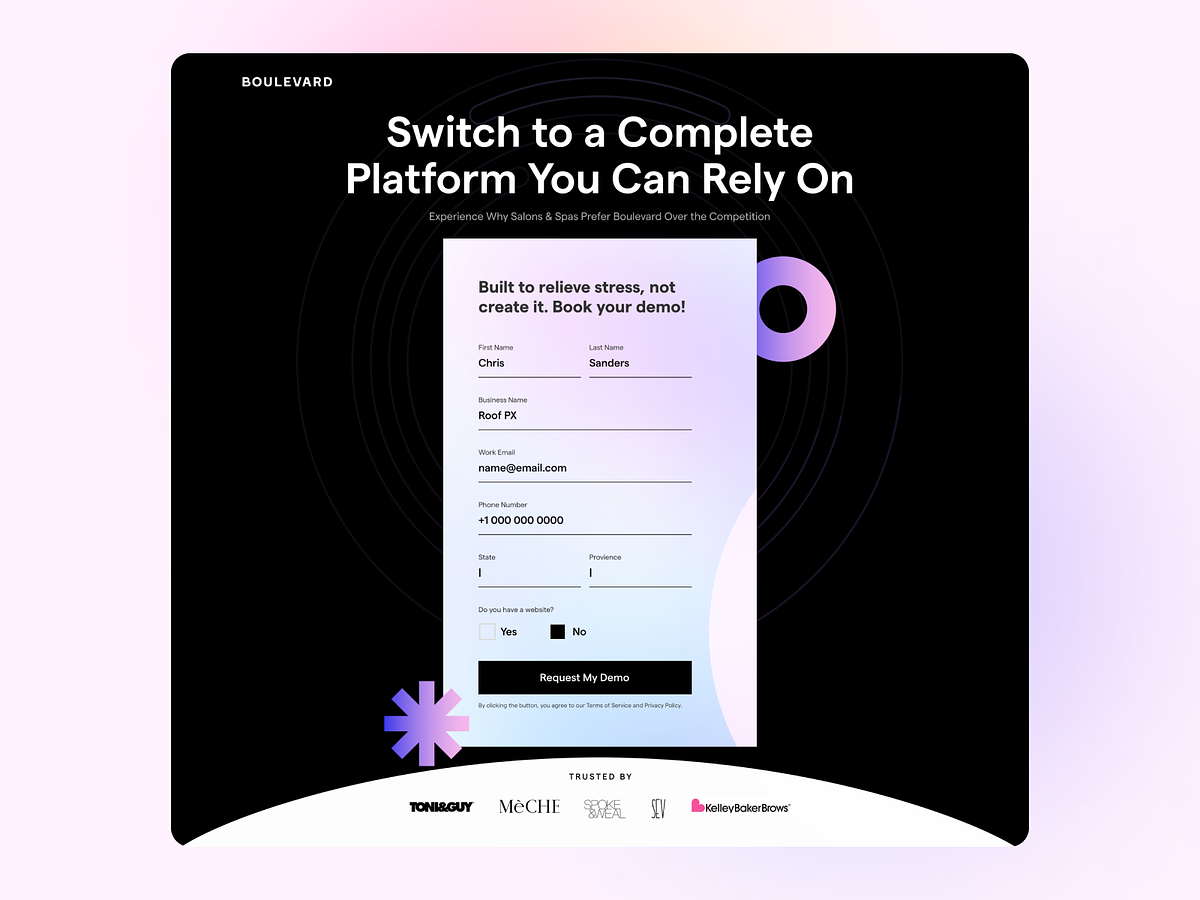 BOULEVARD
Switch to a Complete
Platform You Can Rely On
Experience Why Salons & Spas Prefer Boulevard Over the Competition
Built to relieve stress, not
create it. Book your demo!
First Name Last Name
Chris Sanders
Business Name
Roof PX
Work Email
name@email.com
Phone Number
+1 000 000 0000
State Provience
Do you have a website?
Yes No
Request My Demo
By clicking the button, you agree to our Terms of Service and Privacy Policy.
TRUSTED BY
TONI&GUY MèCHE SPOKE &WEAL SEV KelleyBakerBrows®